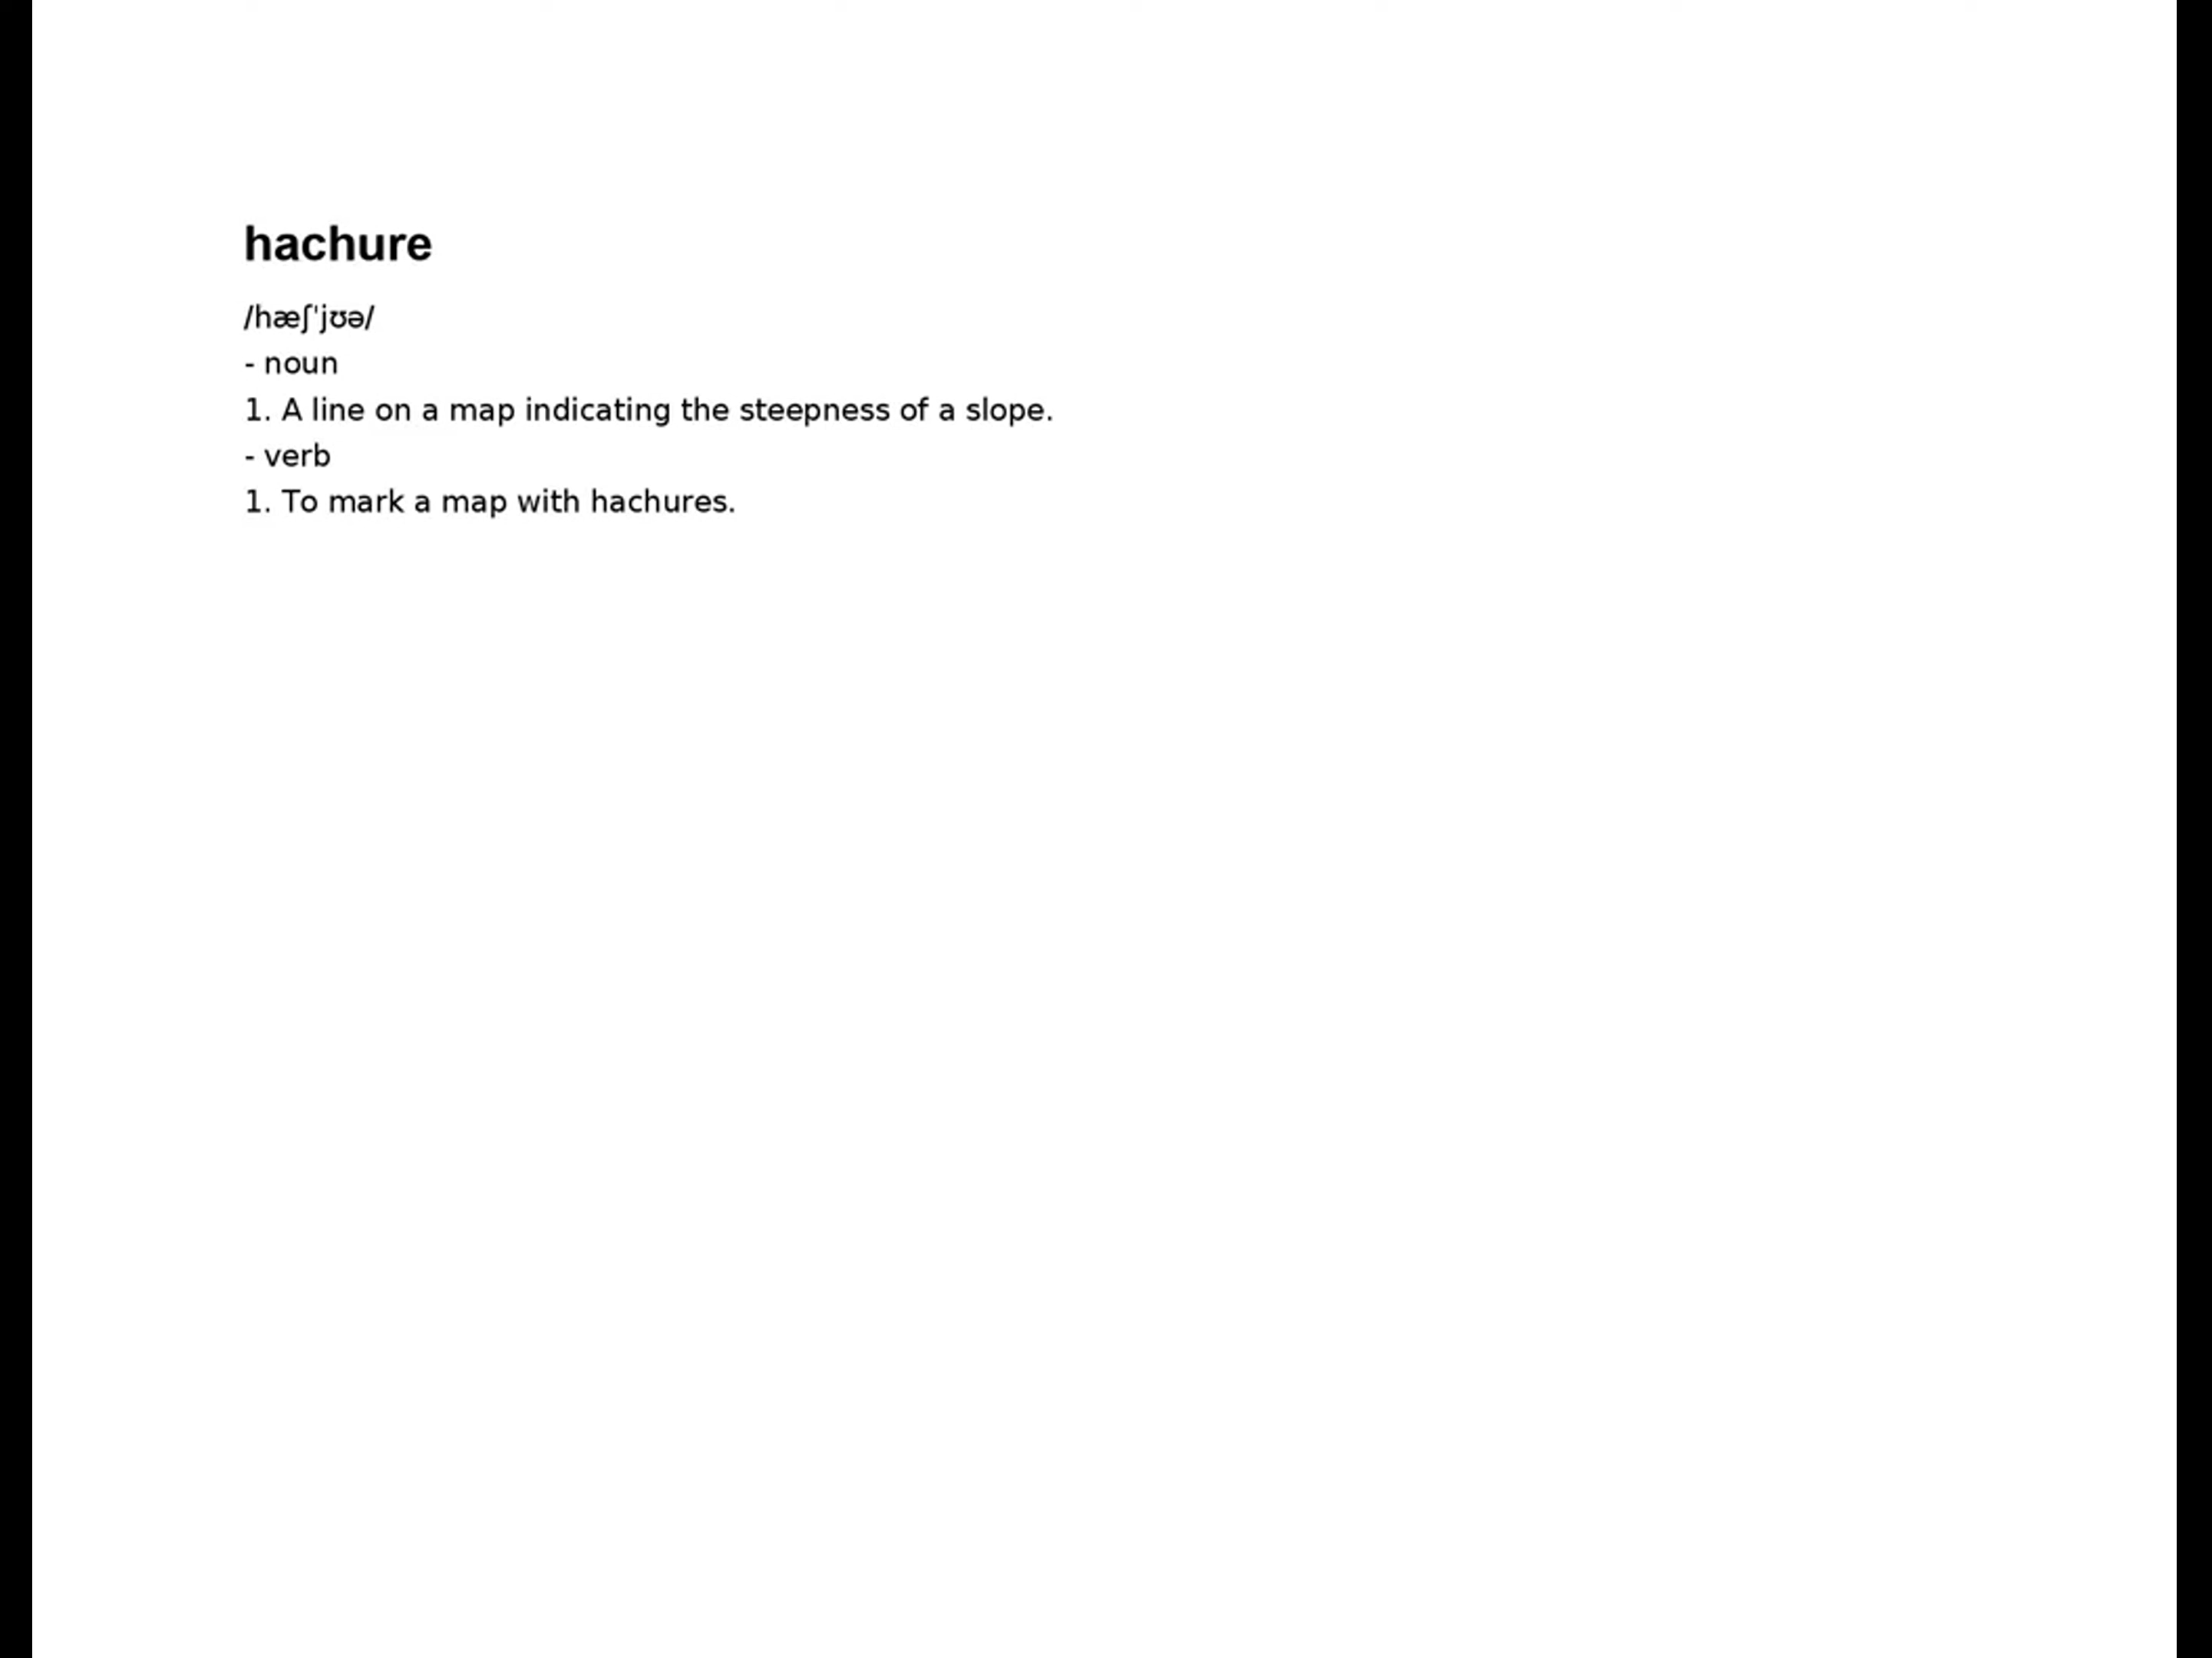 hachure
/hæʃˈjʊə/
- noun
1. A line on a map indicating the steepness of a slope.
- verb
1. To mark a map with hachures.